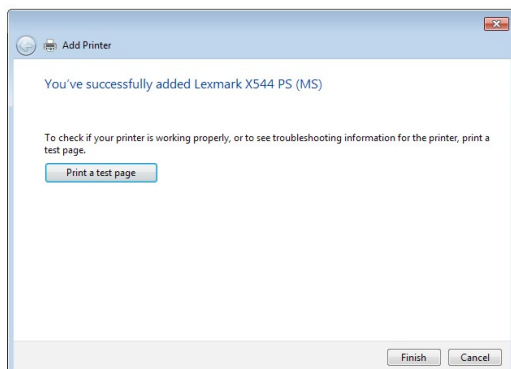 Add Printer
You've successfully added Lexmark X544 PS (MS)
To check if your printer is working properly, or to see troubleshooting information for the printer, print a
test page.
Print a test page
Finish
Cancel